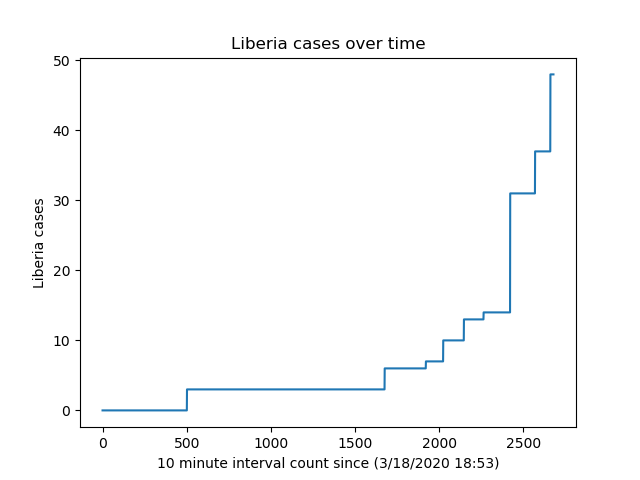 Liberia cases over time
50
40
30
20
10
0
Liberia cases
0 500 1000 1500 2000 2500
10 minute interval count since (3/18/2020 18:53)